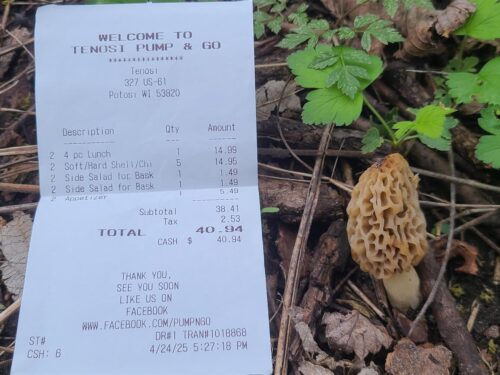 WELCOME TO
TENOSI PUMP & GO
****************
Tenosi
327 US-61
Potosi WI 53820
Description Qty Amount
2 4 pc Lunch 1 14.99
2 Soft/Hard Shell/Chi 5 14.95
2 Side Salad for Bask 1 1.49
2 Side Salad for Bask 1 1.49
2 Appetizer 1 5.49
Subtotal 38.41
Tax 2.53
TOTAL 40.94
CASH $ 40.94
THANK YOU,
SEE YOU SOON
LIKE US ON
FACEBOOK
WWW.FACEBOOK.COM/PUMPNGO
ST# DR#1 TRAN#1018868
CSH: 6 4/24/25 5:27:18 PM